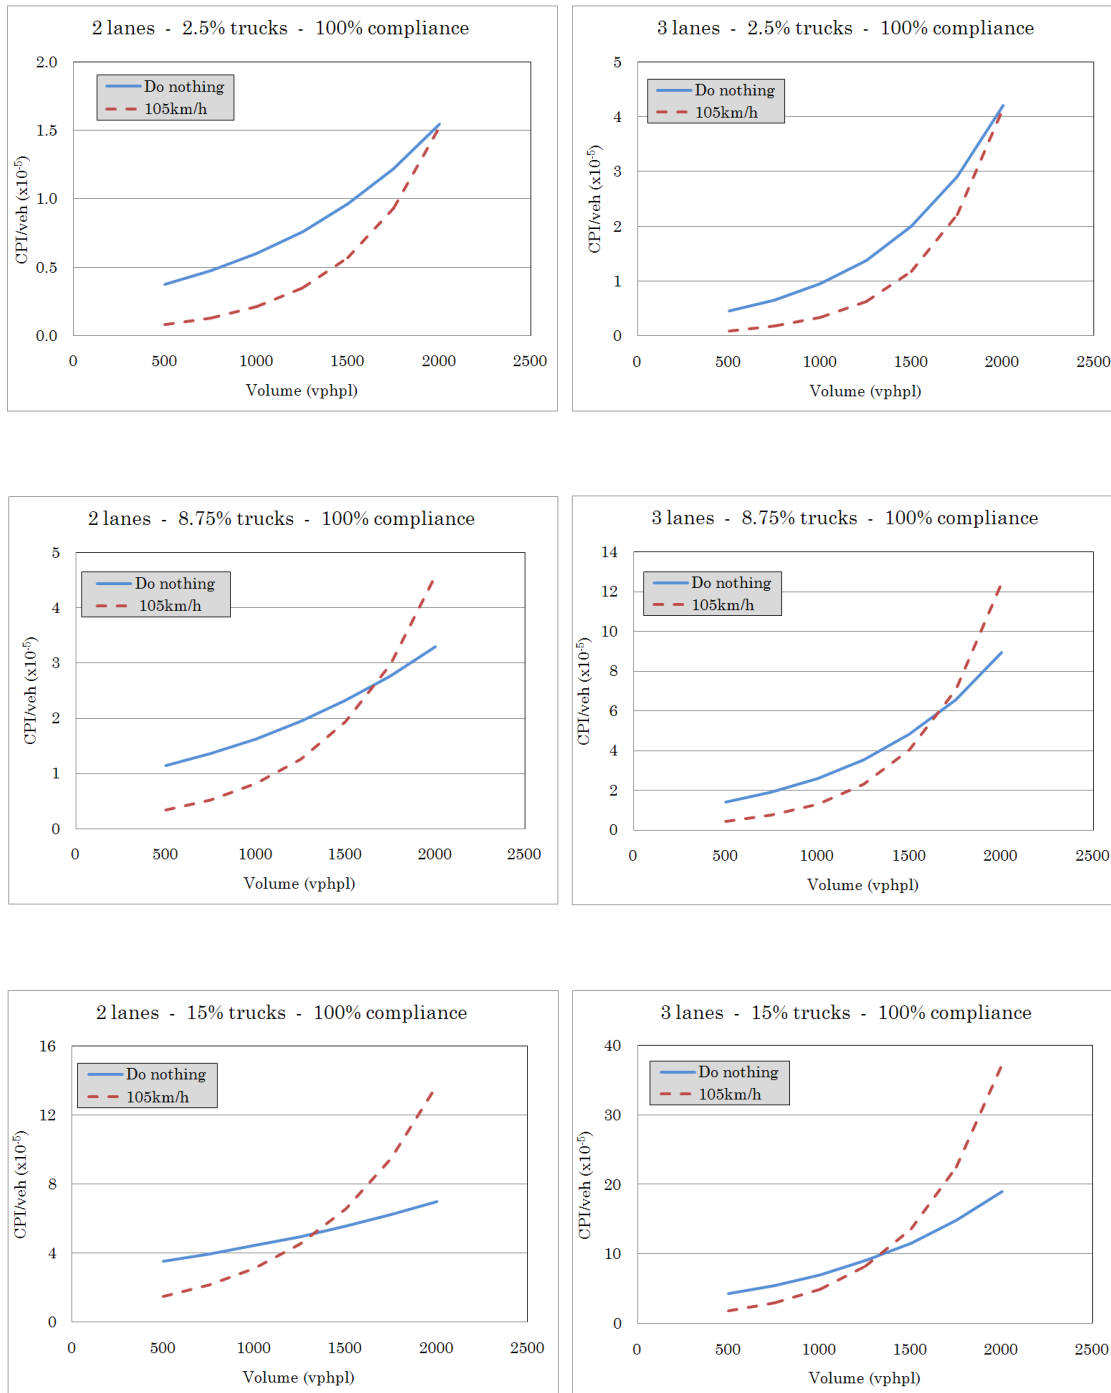 2 lanes - 2.5% trucks - 100% compliance
2.0
1.5
1.0
0.5
0.0
CPI/veh (x10-5)
Do nothing
105km/h
0 500 1000 1500 2000 2500
Volume (vphpl)
3 lanes - 2.5% trucks - 100% compliance
5
4
3
2
1
0
CPI/veh (x10-5)
Do nothing
105km/h
0 500 1000 1500 2000 2500
Volume (vphpl)
2 lanes - 8.75% trucks - 100% compliance
5
4
3
2
1
0
CPI/veh (x10-5)
Do nothing
105km/h
0 500 1000 1500 2000 2500
Volume (vphpl)
3 lanes - 8.75% trucks - 100% compliance
14
12
10
8
6
4
2
0
CPI/veh (x10-5)
Do nothing
105km/h
0 500 1000 1500 2000 2500
Volume (vphpl)
2 lanes - 15% trucks - 100% compliance
16
12
8
4
0
CPI/veh (x10-5)
Do nothing
105km/h
0 500 1000 1500 2000 2500
Volume (vphpl)
3 lanes - 15% trucks - 100% compliance
40
30
20
10
0
CPI/veh (x10-5)
Do nothing
105km/h
0 500 1000 1500 2000 2500
Volume (vphpl)